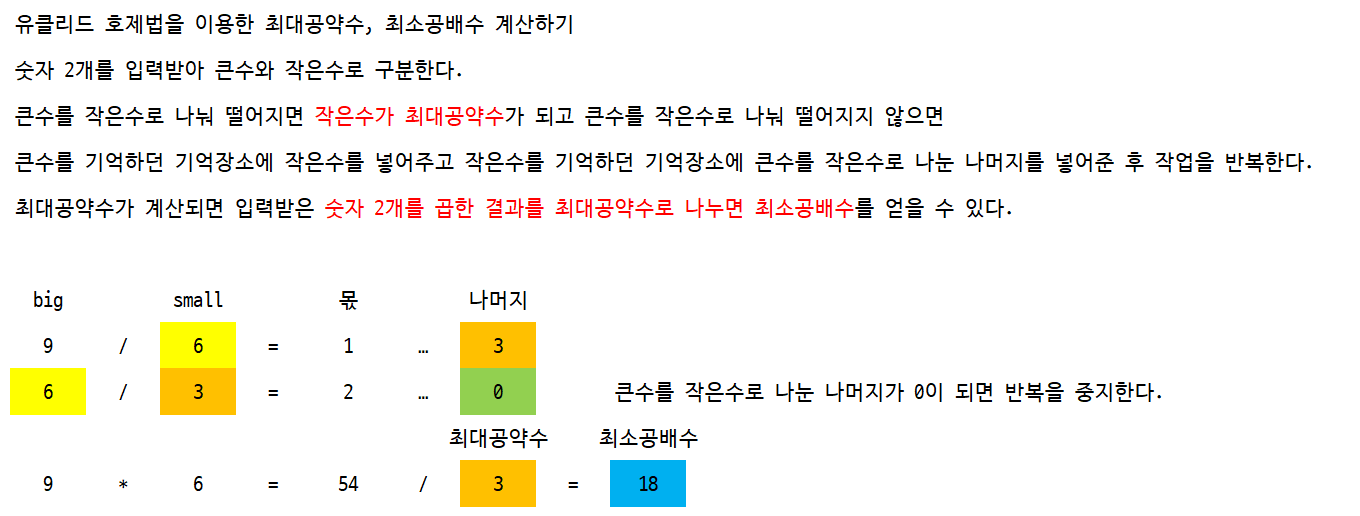 유클리드 호제법을 이용한 최대공약수, 최소공배수 계산하기
숫자 2개를 입력받아 큰수와 작은수로 구분한다.
큰수를 작은수로 나눠 떨어지면 작은수가 최대공약수가 되고 큰수를 작은수로 나눠 떨어지지 않으면
큰수를 기억하던 기억장소에 작은수를 넣어주고 작은수를 기억하던 기억장소에 큰수를 작은수로 나눈 나머지를 넣어준 후 작업을 반복한다.
최대공약수가 계산되면 입력받은 숫자 2개를 곱한 결과를 최대공약수로 나누면 최소공배수를 얻을 수 있다.
big small 몫 나머지
9 / 6 = 1 … 3
6 / 3 = 2 … 0 큰수를 작은수로 나눈 나머지가 0이 되면 반복을 중지한다.
최대공약수 최소공배수
9 * 6 = 54 / 3 = 18